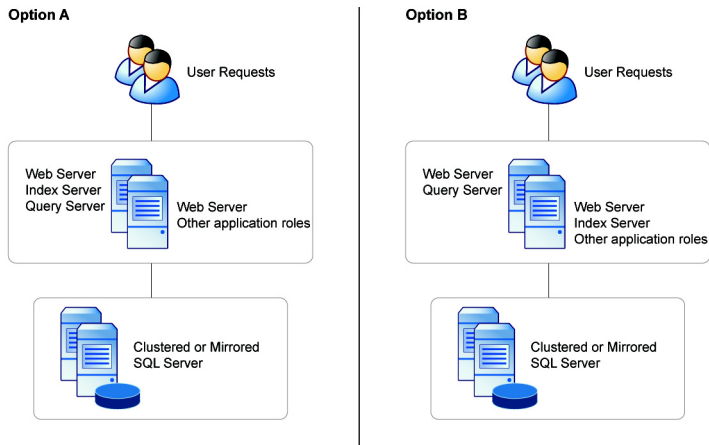 Option A
User Requests
Web Server
Index Server
Query Server
Web Server
Other application roles
Clustered or Mirrored
SQL Server
Option B
User Requests
Web Server
Query Server
Web Server
Index Server
Other application roles
Clustered or Mirrored
SQL Server